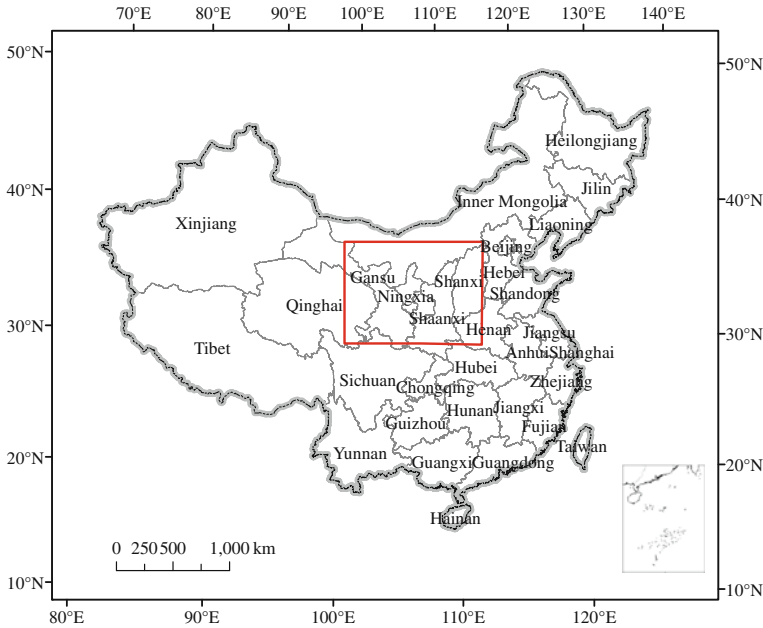 70°E 80°E 90°E 100°E 110°E 120°E 130°E 140°E
50°N 50°N
Heilongjiang
Jilin
40°N 40°N
Inner Mongolia
Xinjiang Liaoning
Beijing
Gansu Shanxi Hebei
Qinghai Ningxia Shandong
Shaanxi
30°N Henan Jiangsu 30°N
Tibet AnhuiShanghai
Hubei
Sichuan Chongqing Zhejiang
Hunan Jiangxi
Guizhou Fujian
Yunnan Taiwan
20°N Guangxi Guangdong 20°N
Hainan
0 250 500 1,000 km
10°N 10°N
80°E 90°E 100°E 110°E 120°E